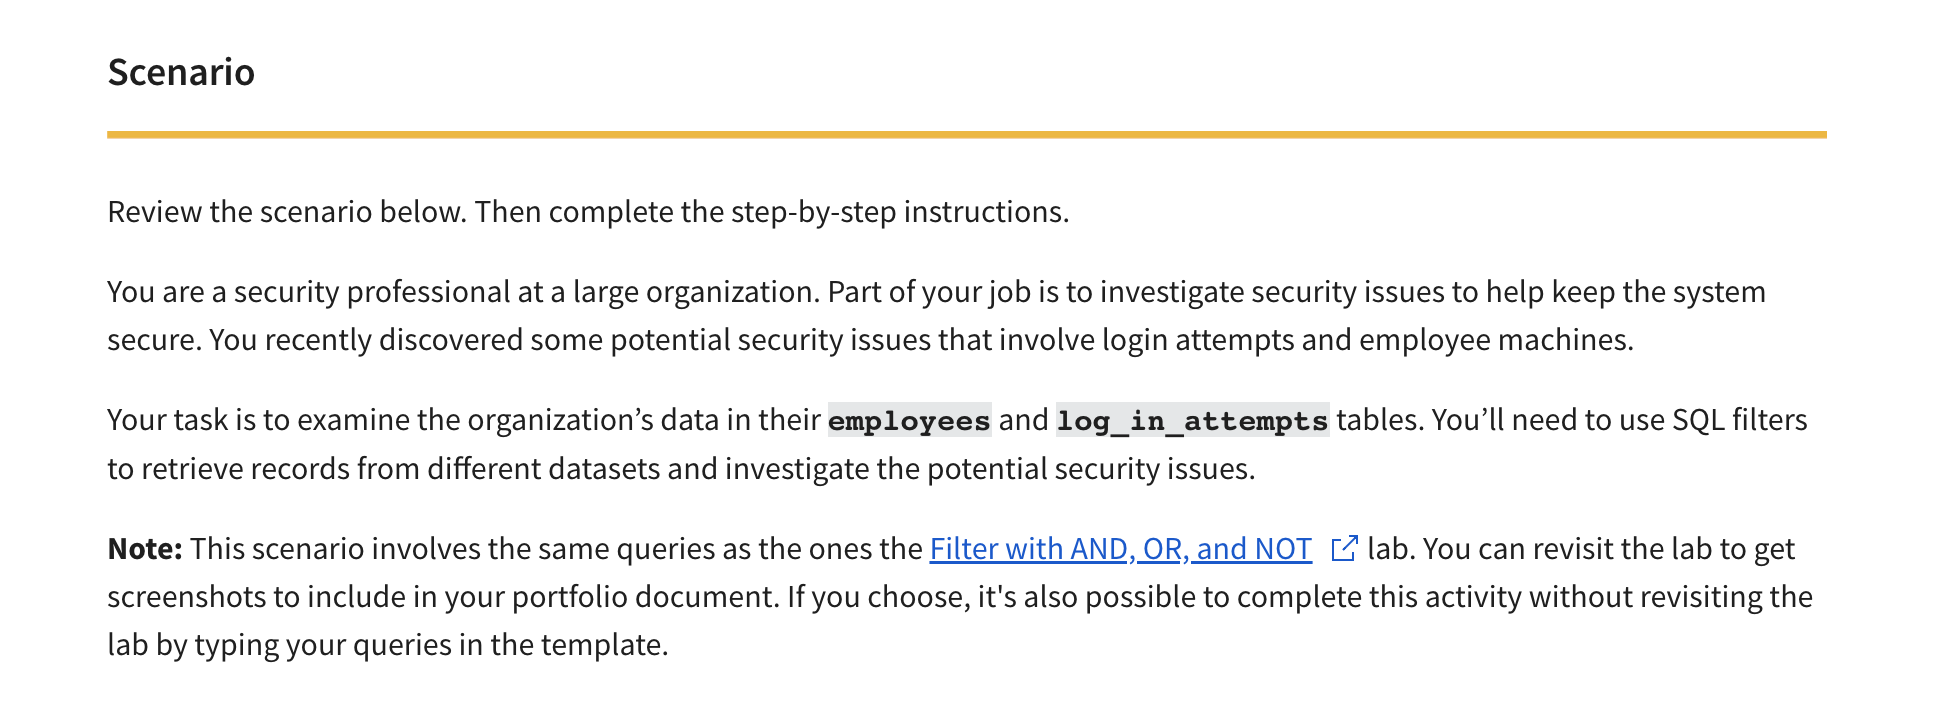 Scenario
Review the scenario below. Then complete the step-by-step instructions.
You are a security professional at a large organization. Part of your job is to investigate security issues to help keep the system
secure. You recently discovered some potential security issues that involve login attempts and employee machines.
Your task is to examine the organization’s data in their employees and log_in_attempts tables. You’ll need to use SQL filters
to retrieve records from different datasets and investigate the potential security issues.
Note: This scenario involves the same queries as the ones the Filter with AND, OR, and NOT lab. You can revisit the lab to get
screenshots to include in your portfolio document. If you choose, it's also possible to complete this activity without revisiting the
lab by typing your queries in the template.